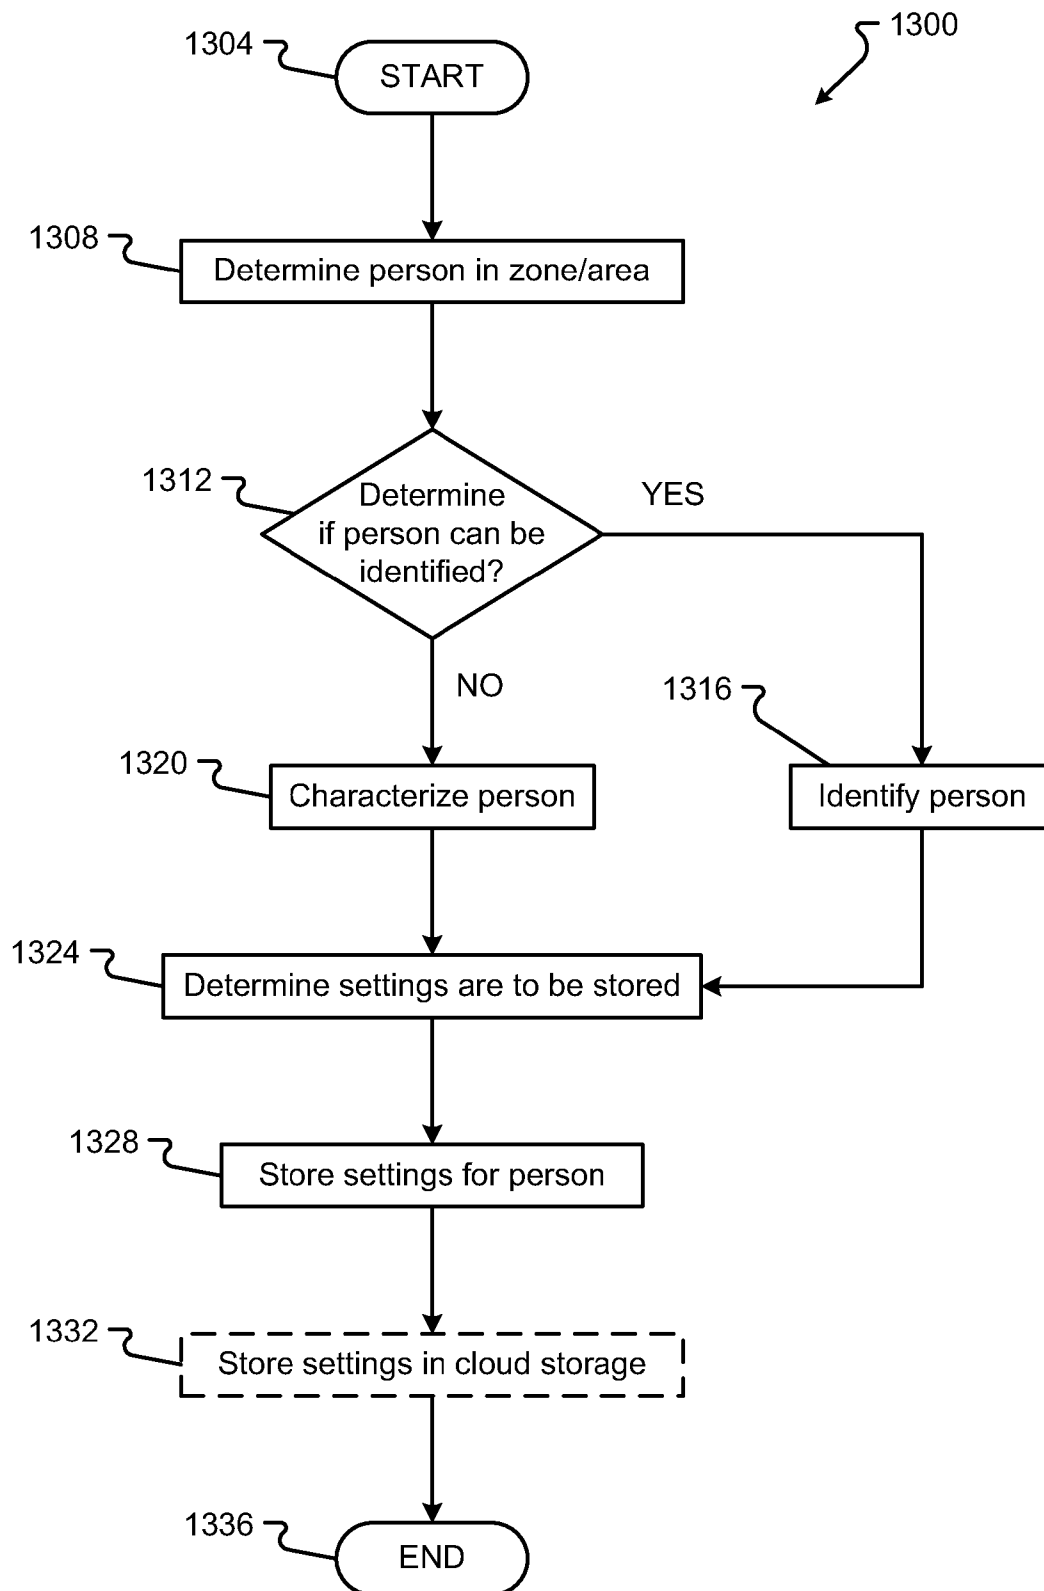 1300
1304
START
1308
Determine person in zone/area
1312
Determine
if person can be
identified?
YES
NO
1316
1320
Characterize person
Identify person
1324
Determine settings are to be stored
1328
Store settings for person
1332
Store settings in cloud storage
1336
END